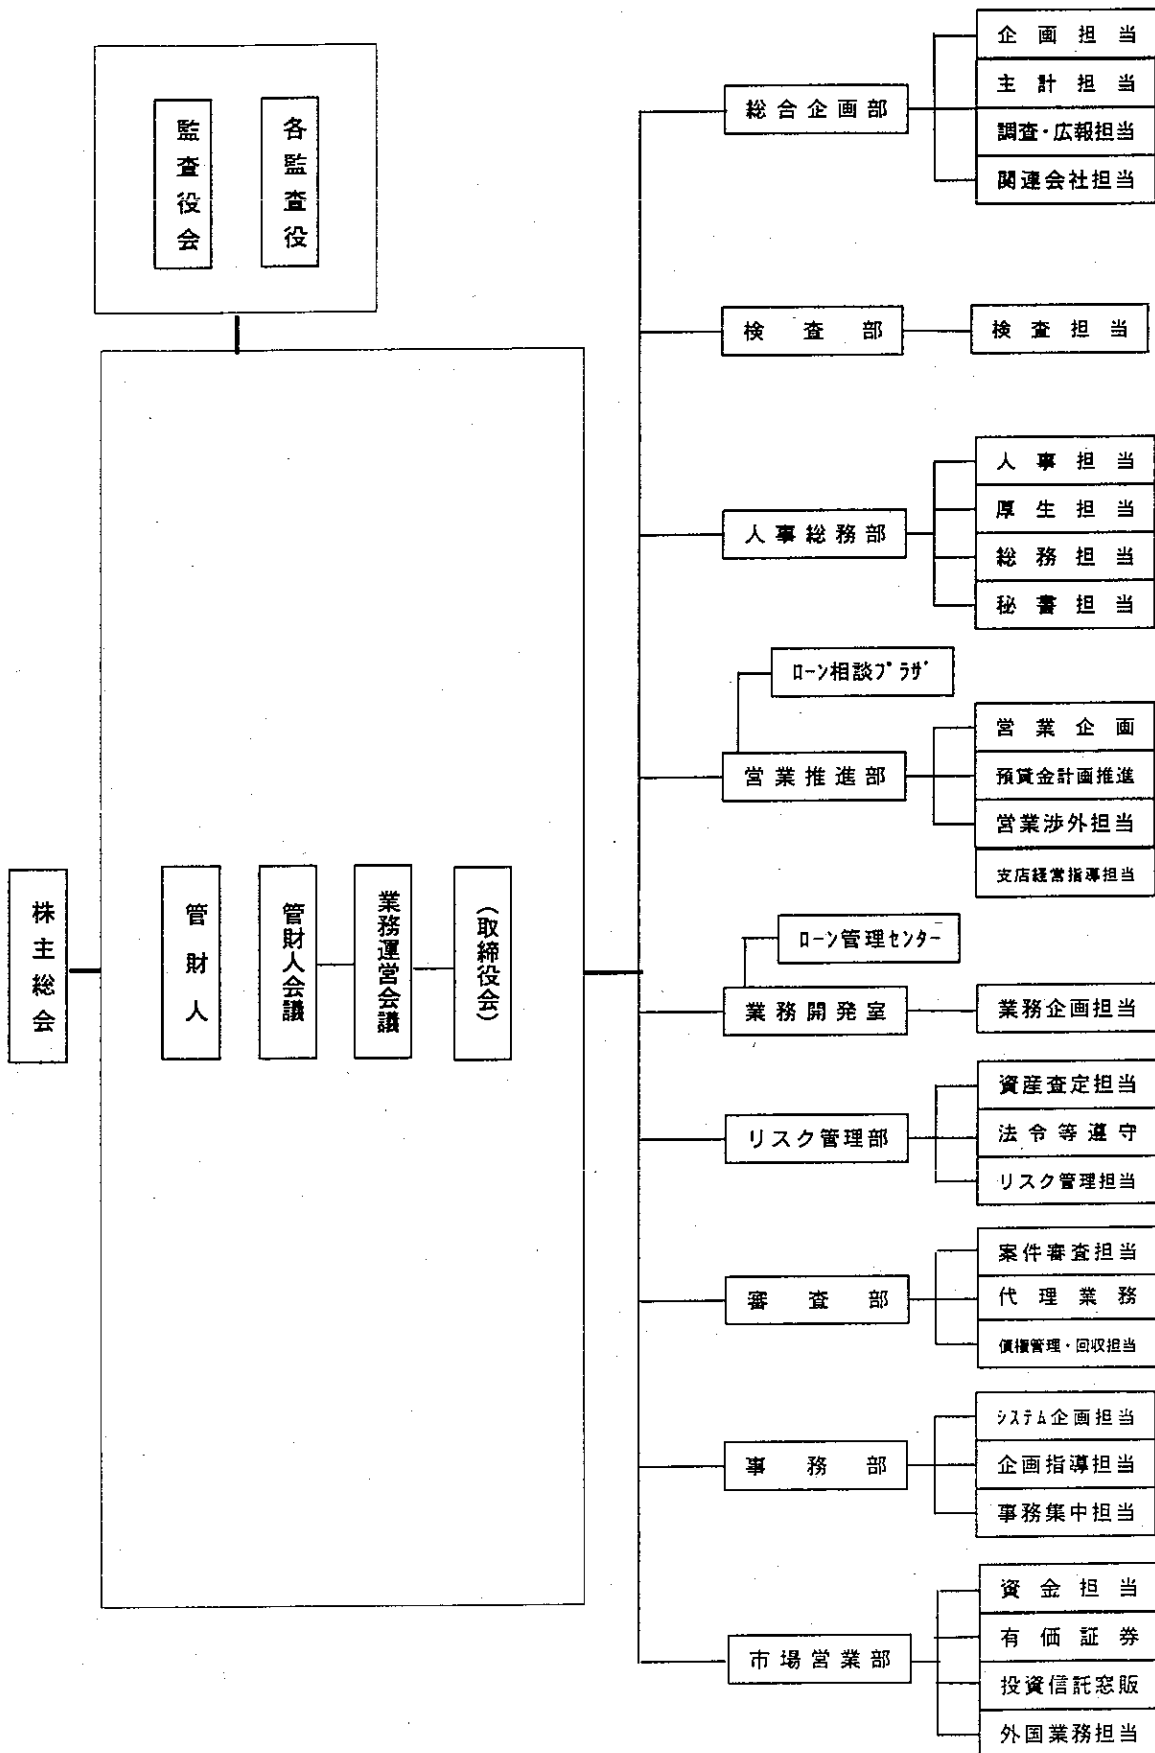 監査役会
各監査役
株主総会
管財人
管財人会議
業務運営会議
（取締役会）
総合企画部
企画担当
主計担当
調査・広報担当
関連会社担当
検査部
検査担当
人事総務部
人事担当
厚生担当
総務担当
秘書担当
ローン相談プラザ
営業推進部
営業企画
預貸金計画推進
営業渉外担当
支店経営指導担当
ローン管理センター
業務開発室
業務企画担当
リスク管理部
資産査定担当
法令等遵守
リスク管理担当
審査部
案件審査担当
代理業務
債権管理・回収担当
事務部
システム企画担当
企画指導担当
事務集中担当
市場営業部
資金担当
有価証券
投資信託窓販
外国業務担当